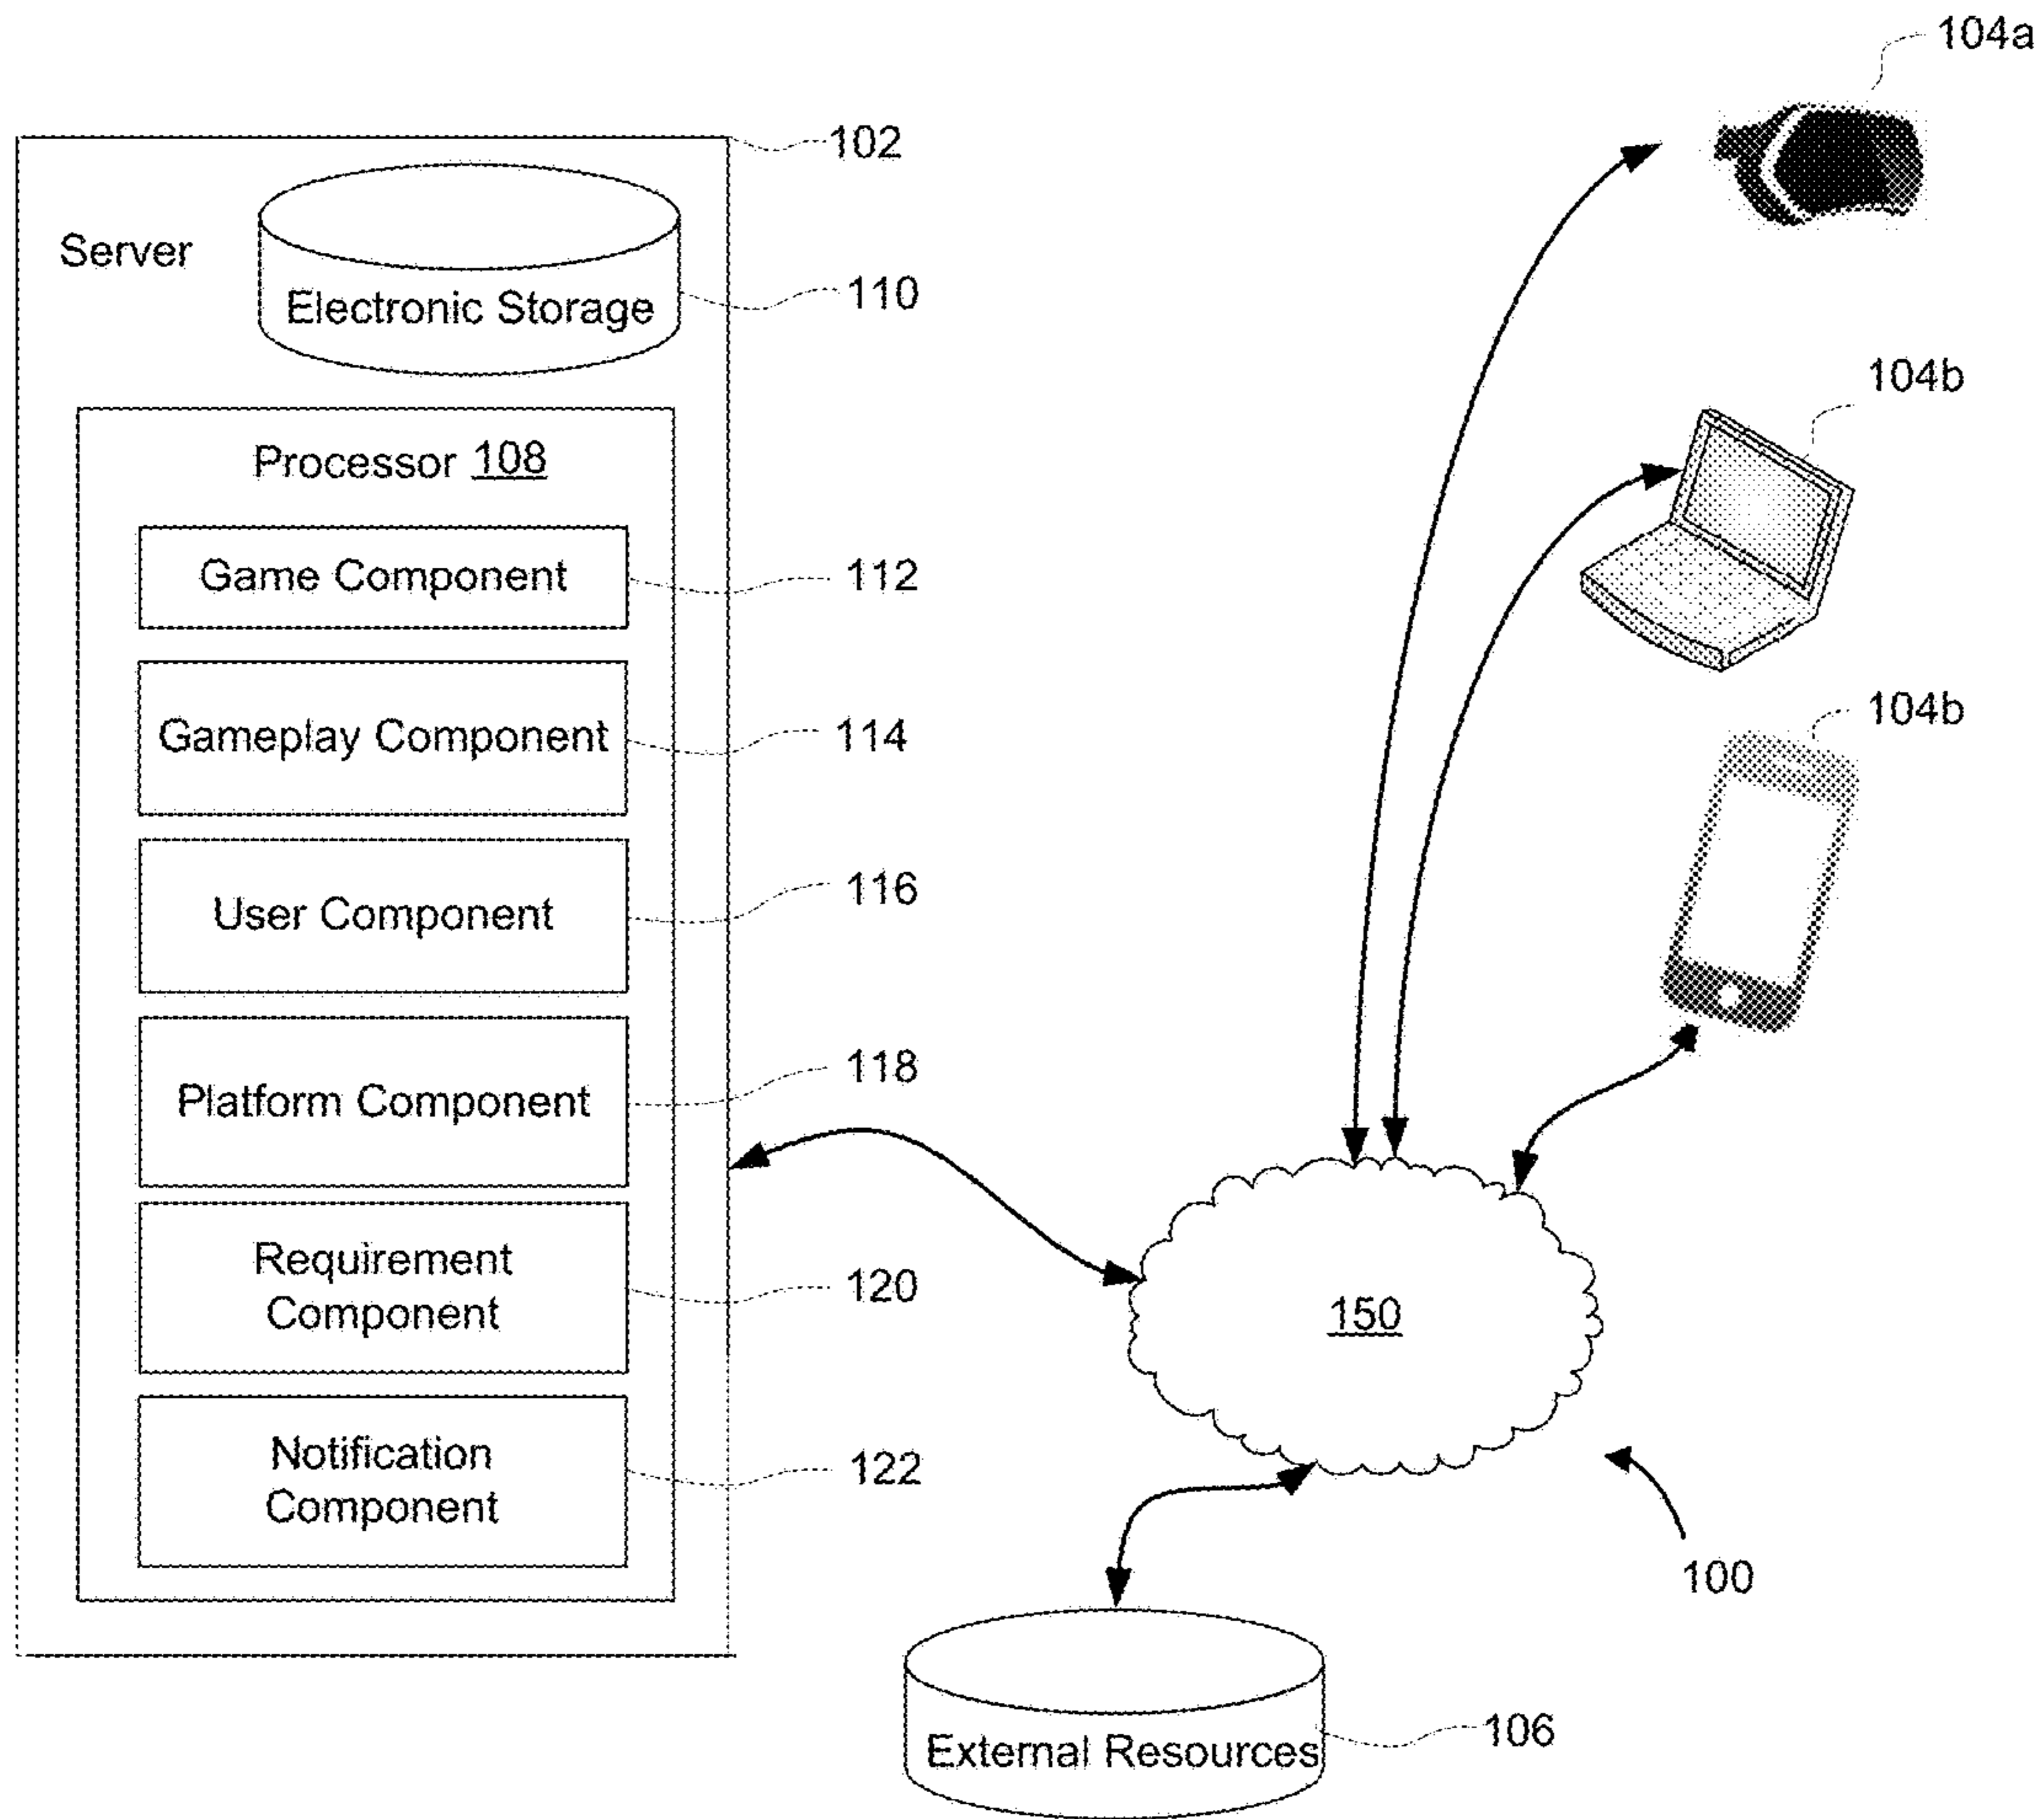 104a
102
Server
Electronic Storage
110
104b
Processor 108
Game Component
112
104b
Gameplay Component
114
User Component
116
Platform Component
118
Requirement
Component
120
150
Notification
Component
122
100
External Resources
106